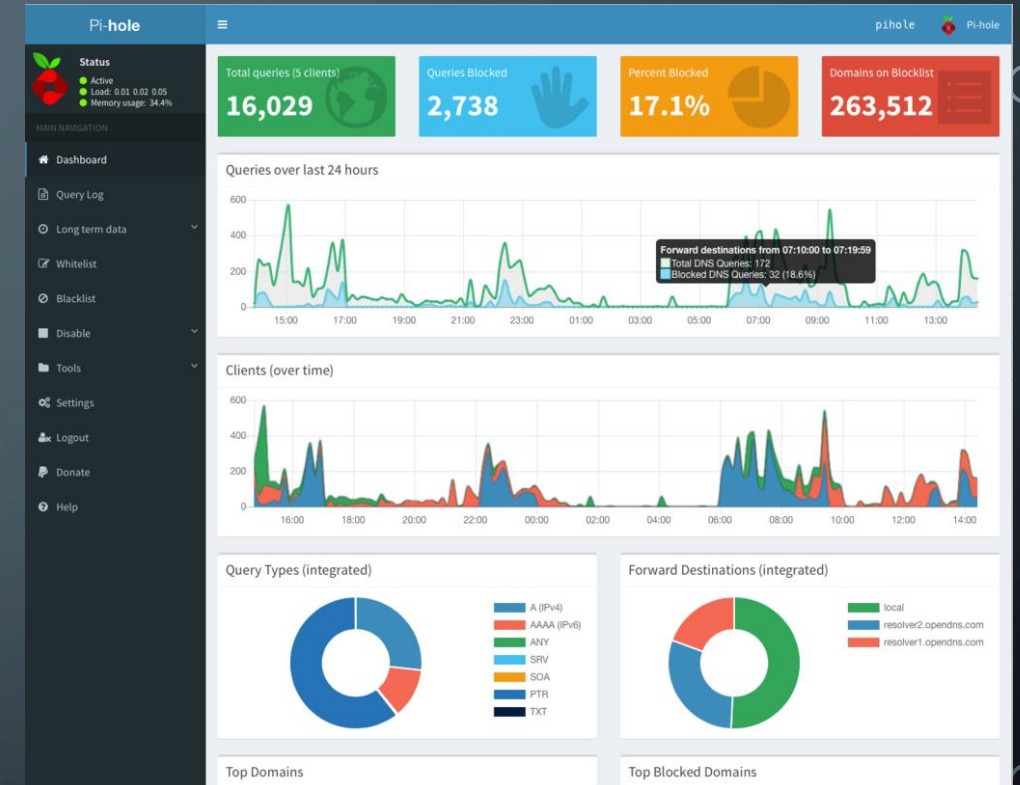 Pi-hole
pihole
Pi-hole
Status
Active
Load: 0.01 0.02 0.05
Memory usage: 34.4%
MAIN NAVIGATION
Dashboard
Query Log
Long term data
Whitelist
Blacklist
Disable
Tools
Settings
Logout
Donate
Help
Total queries (5 clients)
16,029
Queries Blocked
2,738
Percent Blocked
17.1%
Domains on Blocklist
263,512
Queries over last 24 hours
600
400
200
0
Forward destinations from 07:10:00 to 07:19:59
Total DNS Queries: 172
Blocked DNS Queries: 32 (18.6%)
15:00 17:00 19:00 21:00 23:00 01:00 03:00 05:00 07:00 09:00 11:00 13:00
Clients (over time)
600
400
200
0
16:00 18:00 20:00 22:00 00:00 02:00 04:00 06:00 08:00 10:00 12:00 14:00
Query Types (integrated)
A (IPv4)
AAAA (IPv6)
ANY
SRV
SOA
PTR
TXT
Forward Destinations (integrated)
local
resolver2.opendns.com
resolver1.opendns.com
Top Domains
Top Blocked Domains